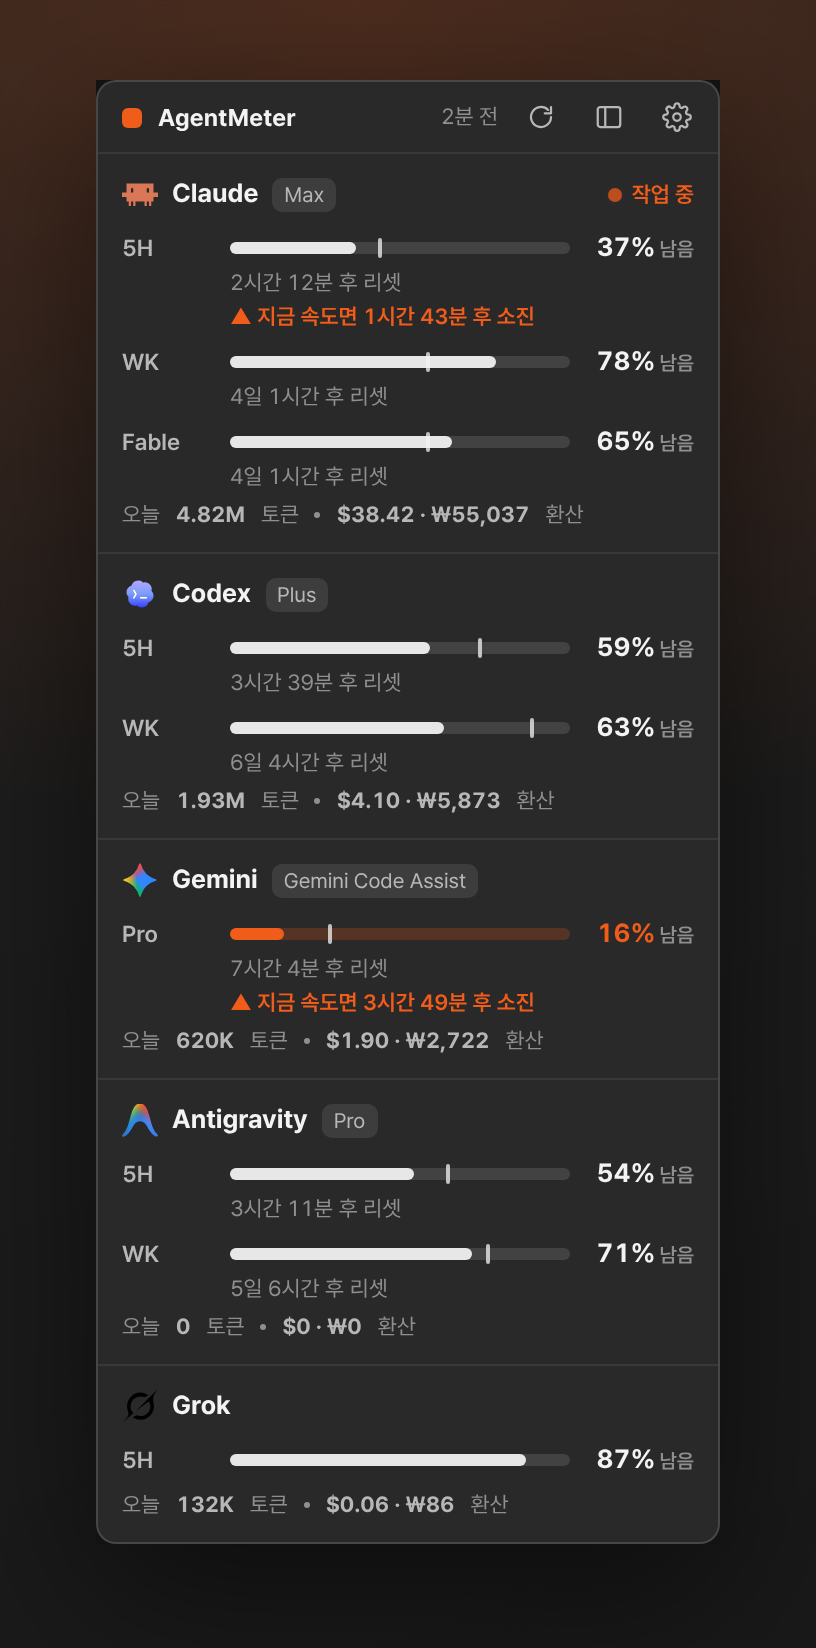 AgentMeter 2분 전
Claude Max 작업 중
5H 37% 남음
2시간 12분 후 리셋
▲ 지금 속도면 1시간 43분 후 소진
WK 78% 남음
4일 1시간 후 리셋
Fable 65% 남음
4일 1시간 후 리셋
오늘 4.82M 토큰 • $38.42 · ₩55,037 환산
Codex Plus
5H 59% 남음
3시간 39분 후 리셋
WK 63% 남음
6일 4시간 후 리셋
오늘 1.93M 토큰 • $4.10 · ₩5,873 환산
Gemini Gemini Code Assist
Pro 16% 남음
7시간 4분 후 리셋
▲ 지금 속도면 3시간 49분 후 소진
오늘 620K 토큰 • $1.90 · ₩2,722 환산
Antigravity Pro
5H 54% 남음
3시간 11분 후 리셋
WK 71% 남음
5일 6시간 후 리셋
오늘 0 토큰 • $0 · ₩0 환산
Grok
5H 87% 남음
오늘 132K 토큰 • $0.06 · ₩86 환산